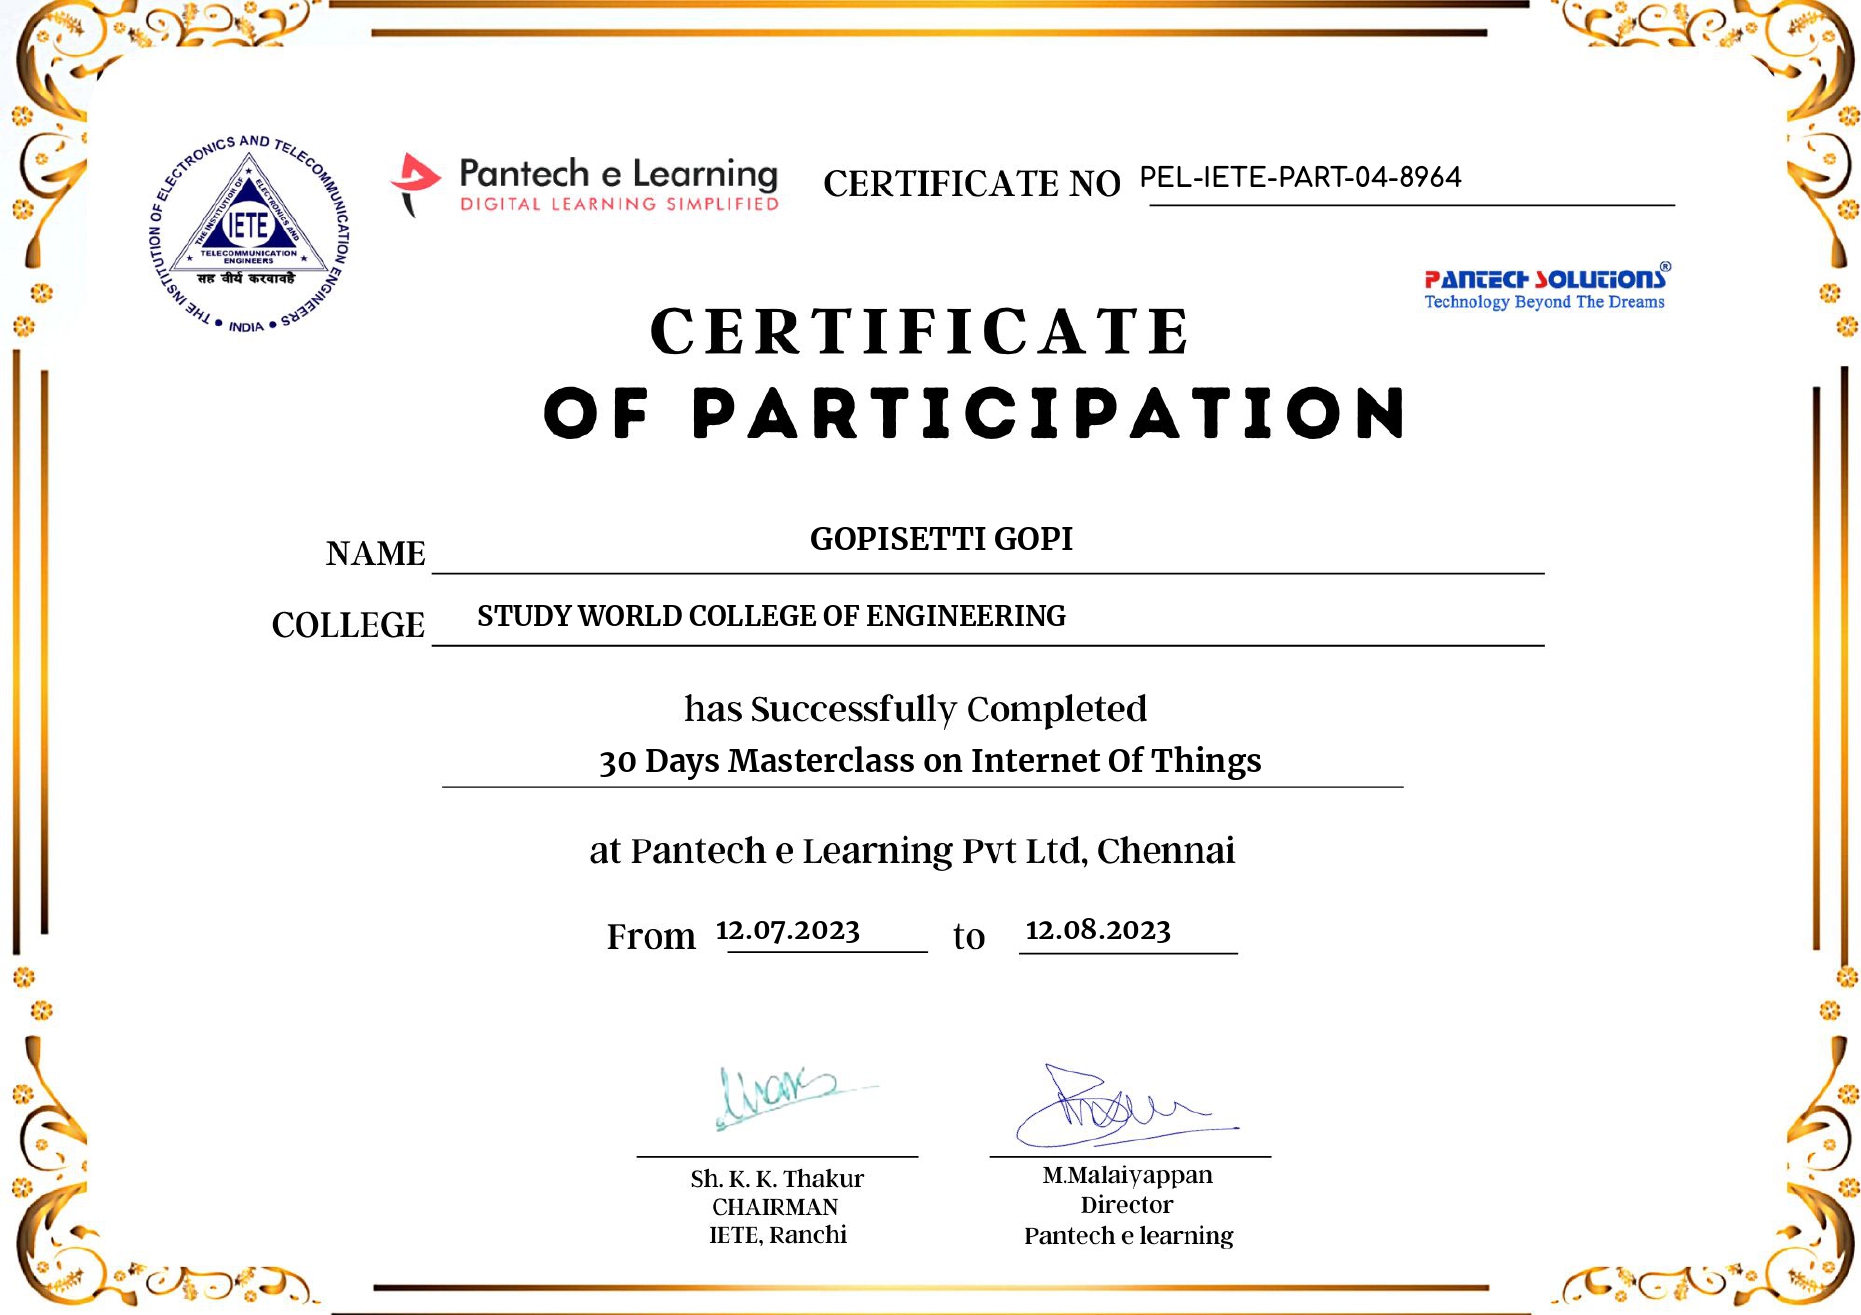 THE INSTITUTION OF ELECTRONICS AND TELECOMMUNICATION ENGINEERS
• INDIA •
THE INSTITUTION OF ELECTRONICS AND
IETE
TELECOMMUNICATION
ENGINEERS
सह वीर्य करवावहै
Pantech e Learning
DIGITAL LEARNING SIMPLIFIED
CERTIFICATE NO PEL-IETE-PART-04-8964
PANTECH SOLUTIONS®
Technology Beyond The Dreams
CERTIFICATE
OF PARTICIPATION
NAME GOPISETTI GOPI
COLLEGE STUDY WORLD COLLEGE OF ENGINEERING
has Successfully Completed
30 Days Masterclass on Internet Of Things
at Pantech e Learning Pvt Ltd, Chennai
From 12.07.2023 to 12.08.2023
Sh. K. K. Thakur
CHAIRMAN
IETE, Ranchi
M.Malaiyappan
Director
Pantech e learning